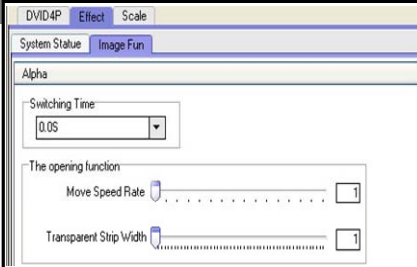 DVID4P Effect Scale
System Statue Image Fun
Alpha
Switching Time
0.0S
The opening function
Move Speed Rate 1
Transparent Strip Width 1